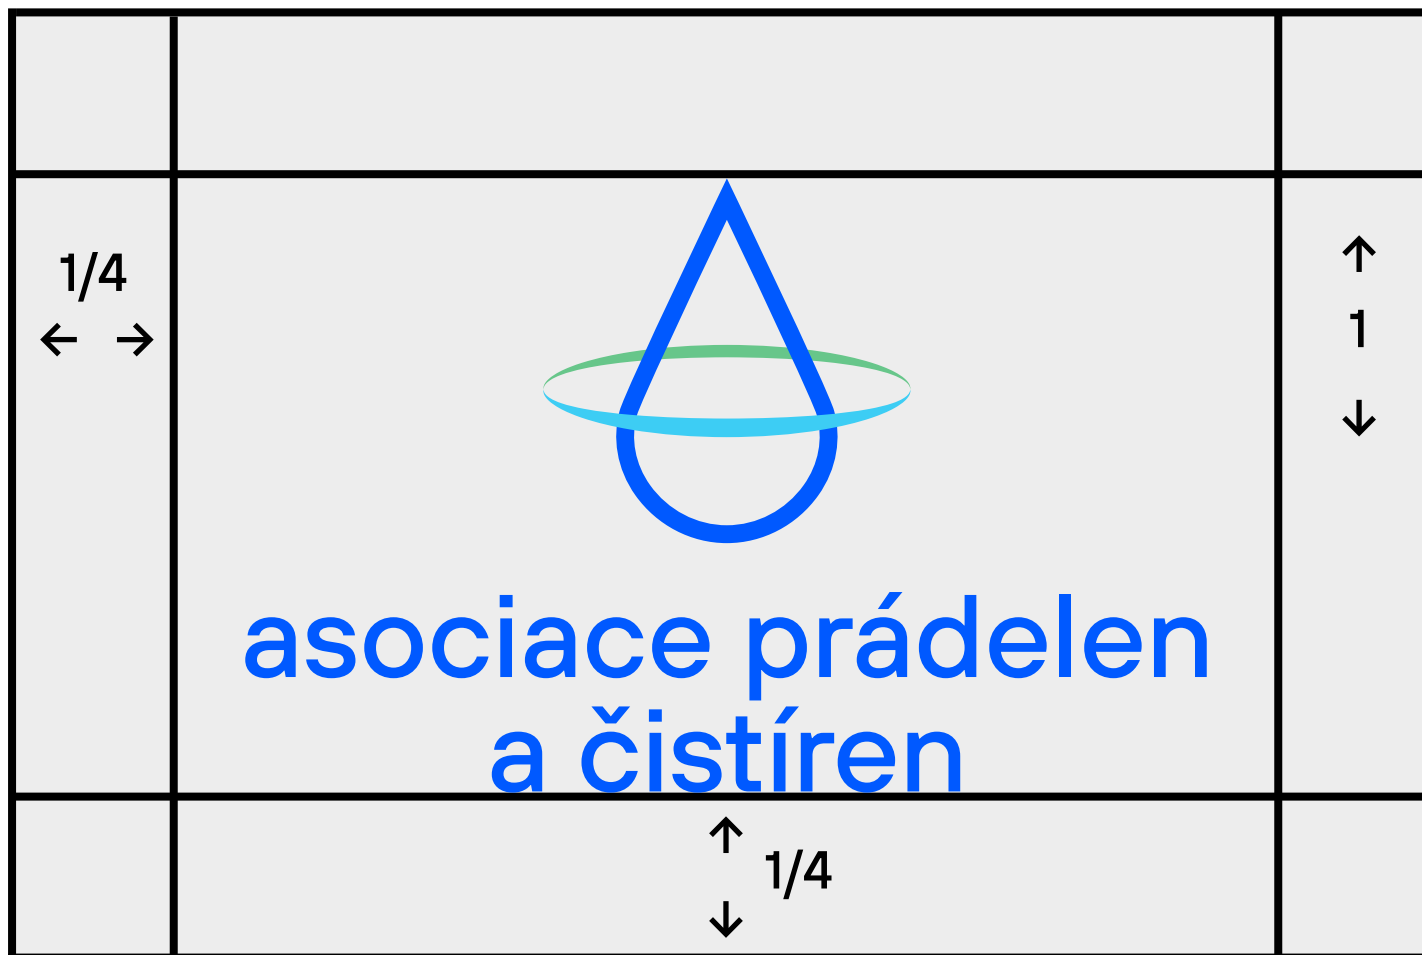 1/4
1
asociace prádelen
a čistíren
1/4